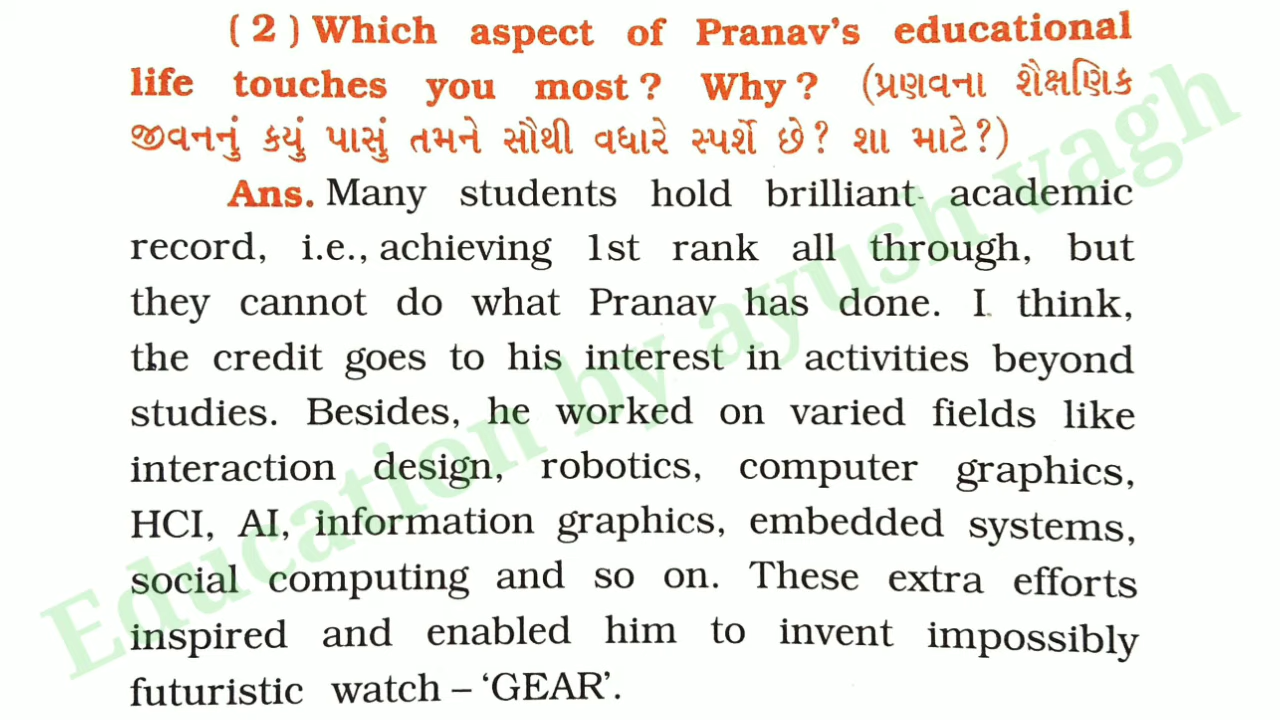 ( 2 ) Which aspect of Pranav's educational
life touches you most ? Why ? (પ્રણવના શૈક્ષણિક
જીવનનું કયું પાસું તમને સૌથી વધારે સ્પર્શે છે? શા માટે?)
Ans. Many students hold brilliant academic
record, i.e., achieving 1st rank all through, but
they cannot do what Pranav has done. I think,
the credit goes to his interest in activities beyond
studies. Besides, he worked on varied fields like
interaction design, robotics, computer graphics,
HCI, AI, information graphics, embedded systems,
social computing and so on. These extra efforts
inspired and enabled him to invent impossibly
futuristic watch – 'GEAR'.
Education by ayush vagh